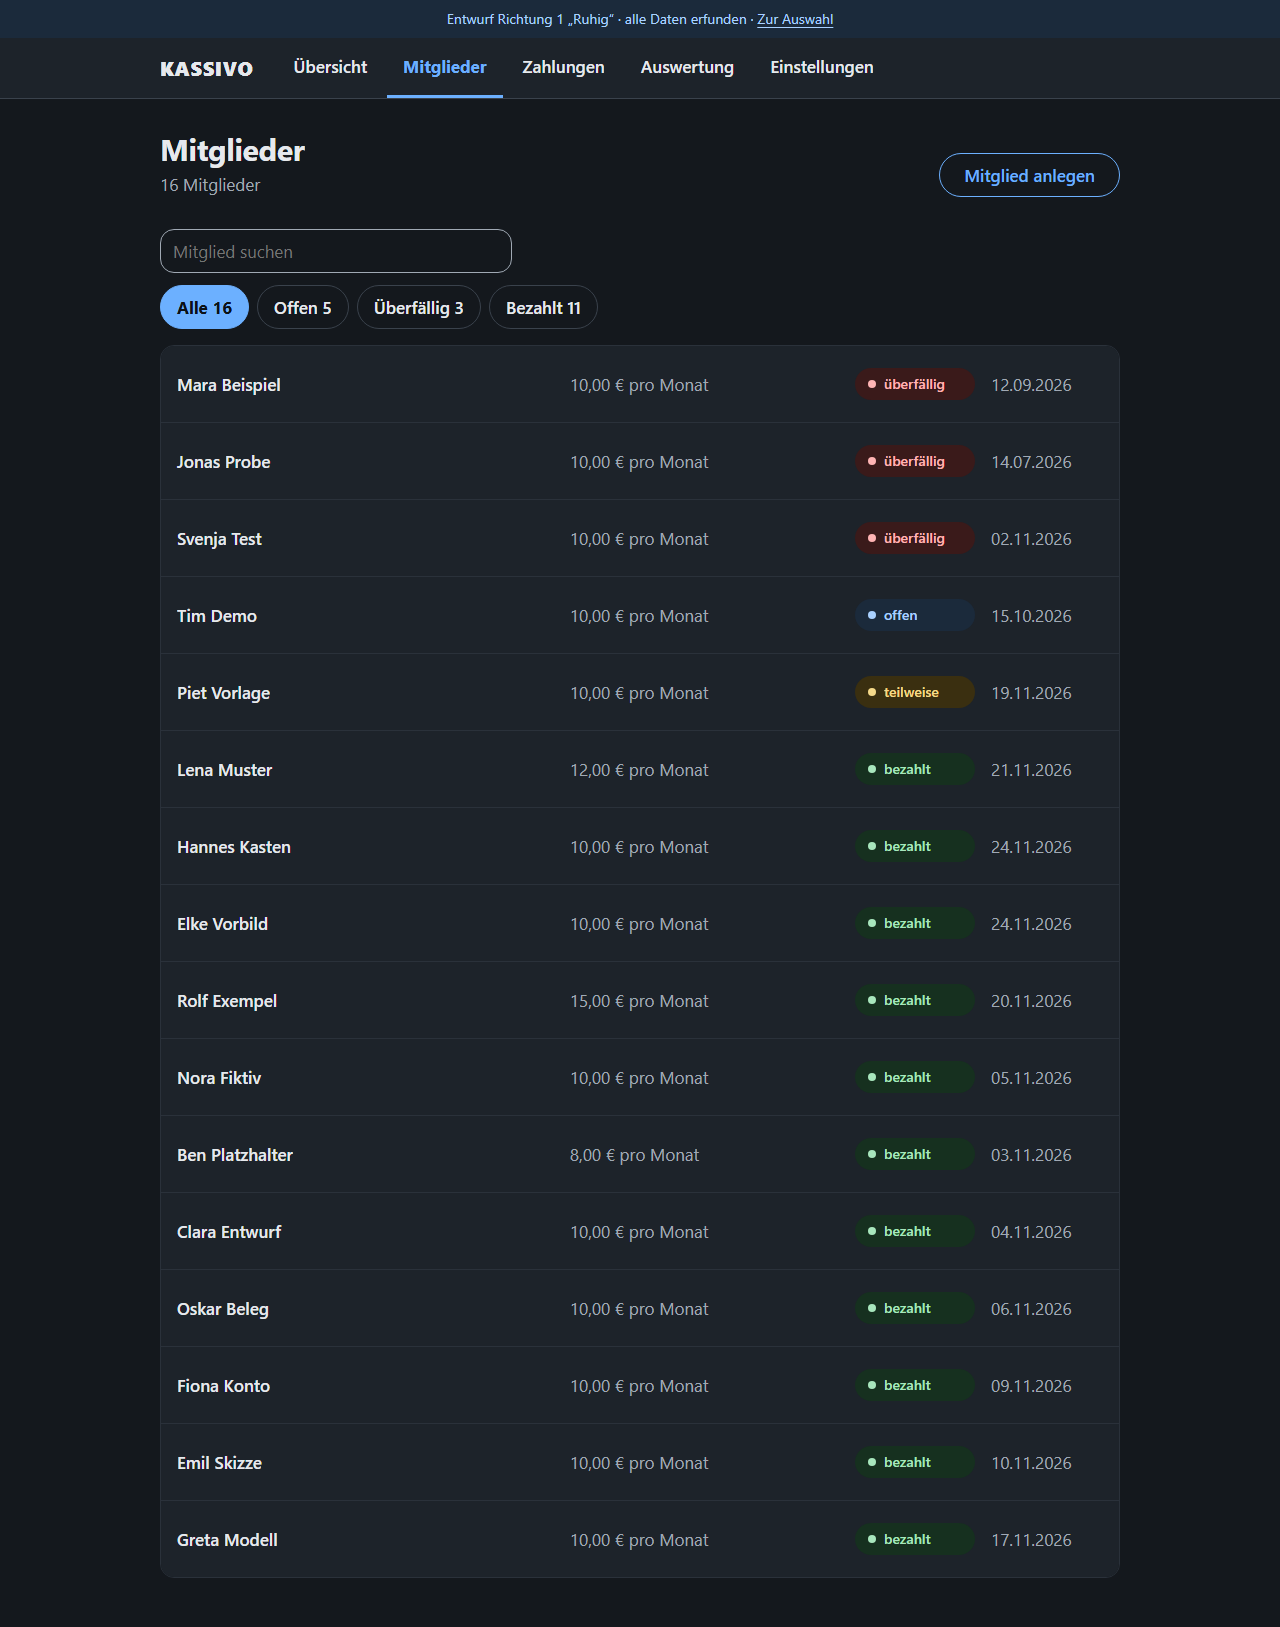 Entwurf Richtung 1 „Ruhig“ · alle Daten erfunden · Zur Auswahl
KASSIVO Übersicht Mitglieder Zahlungen Auswertung Einstellungen
Mitglieder
16 Mitglieder
Mitglied anlegen
Mitglied suchen
Alle 16 Offen 5 Überfällig 3 Bezahlt 11
Mara Beispiel 10,00 € pro Monat überfällig 12.09.2026
Jonas Probe 10,00 € pro Monat überfällig 14.07.2026
Svenja Test 10,00 € pro Monat überfällig 02.11.2026
Tim Demo 10,00 € pro Monat offen 15.10.2026
Piet Vorlage 10,00 € pro Monat teilweise 19.11.2026
Lena Muster 12,00 € pro Monat bezahlt 21.11.2026
Hannes Kasten 10,00 € pro Monat bezahlt 24.11.2026
Elke Vorbild 10,00 € pro Monat bezahlt 24.11.2026
Rolf Exempel 15,00 € pro Monat bezahlt 20.11.2026
Nora Fiktiv 10,00 € pro Monat bezahlt 05.11.2026
Ben Platzhalter 8,00 € pro Monat bezahlt 03.11.2026
Clara Entwurf 10,00 € pro Monat bezahlt 04.11.2026
Oskar Beleg 10,00 € pro Monat bezahlt 06.11.2026
Fiona Konto 10,00 € pro Monat bezahlt 09.11.2026
Emil Skizze 10,00 € pro Monat bezahlt 10.11.2026
Greta Modell 10,00 € pro Monat bezahlt 17.11.2026